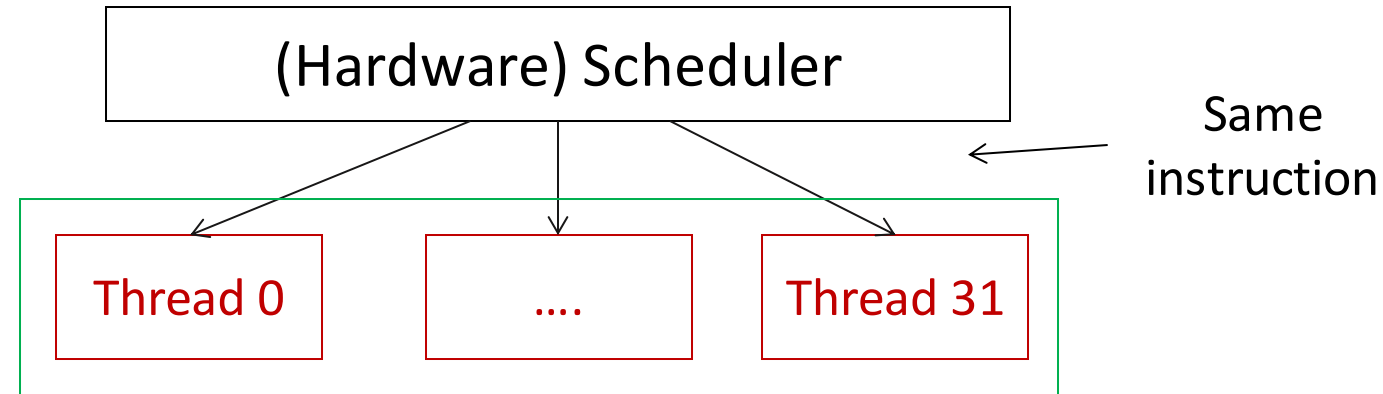 (Hardware) Scheduler
Same
instruction
Thread 0
....
Thread 31